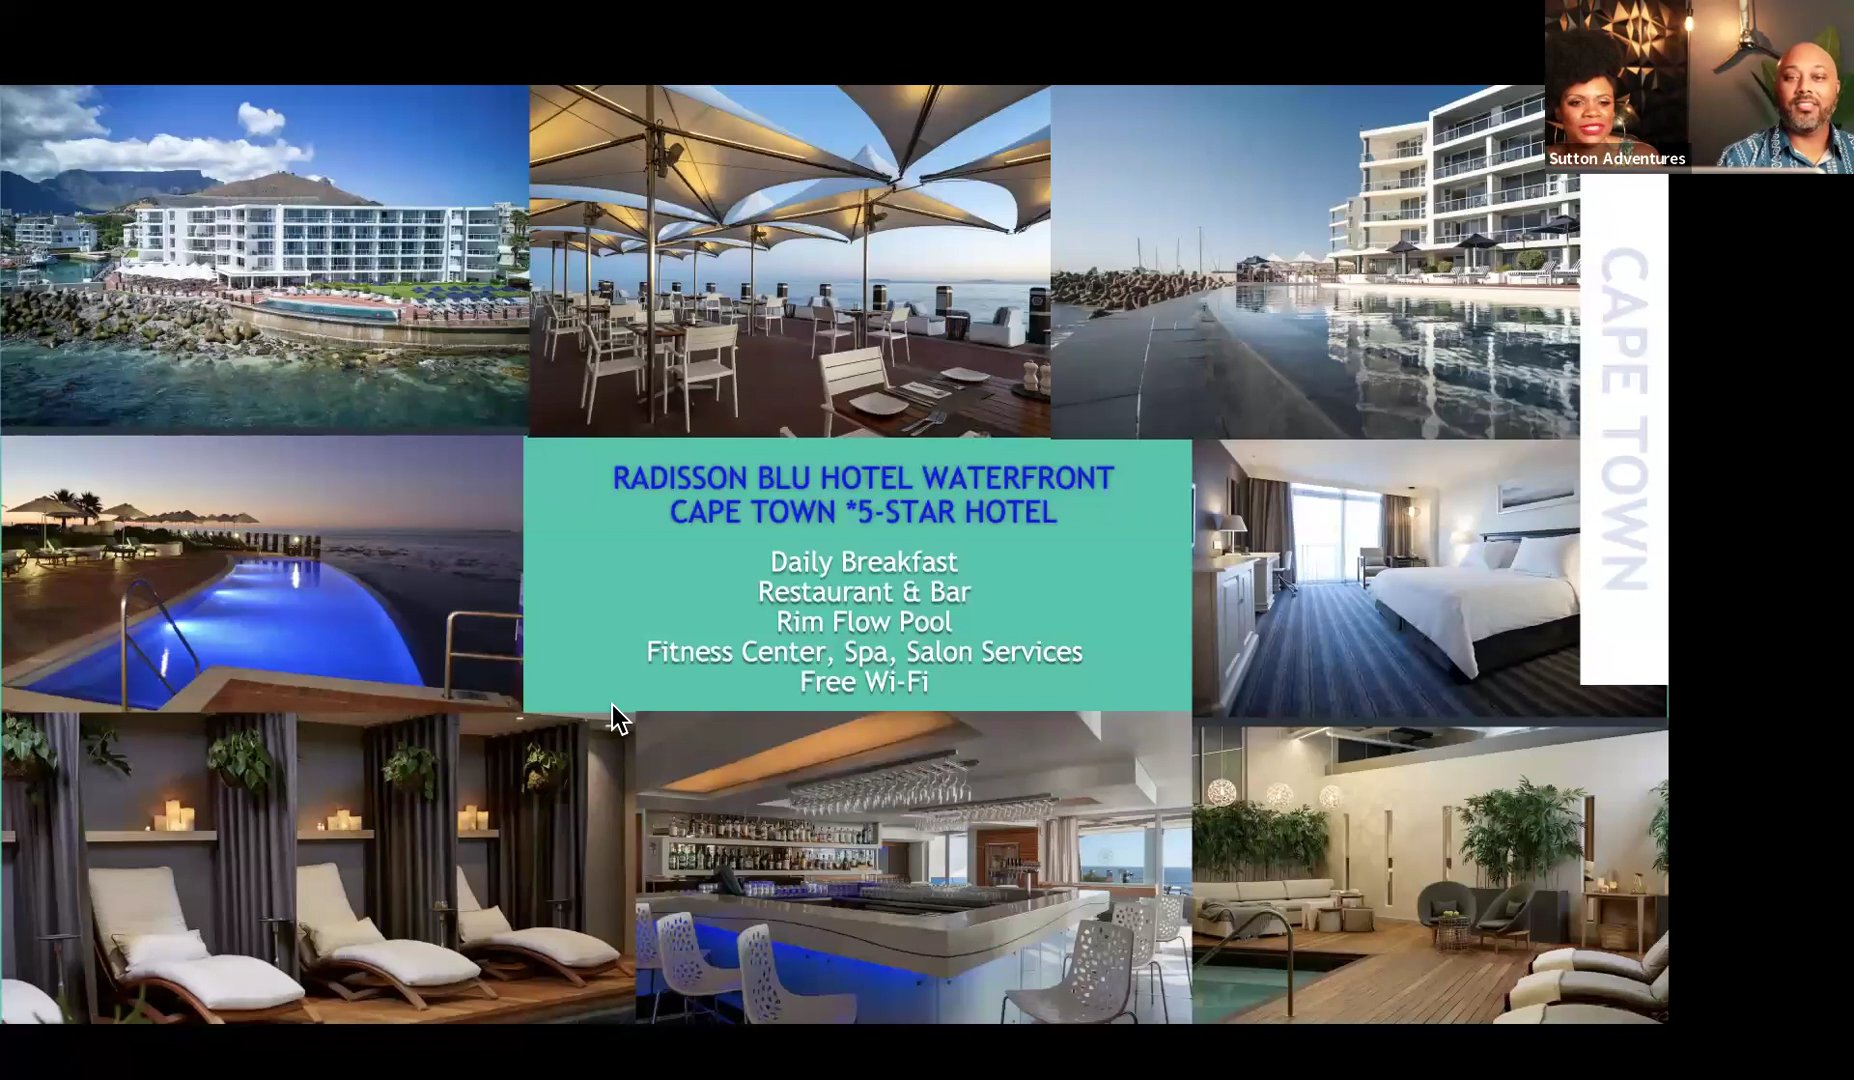 Sutton Adventures
CAPE TOWN
RADISSON BLU HOTEL WATERFRONT
CAPE TOWN *5-STAR HOTEL
Daily Breakfast
Restaurant & Bar
Rim Flow Pool
Fitness Center, Spa, Salon Services
Free Wi-Fi